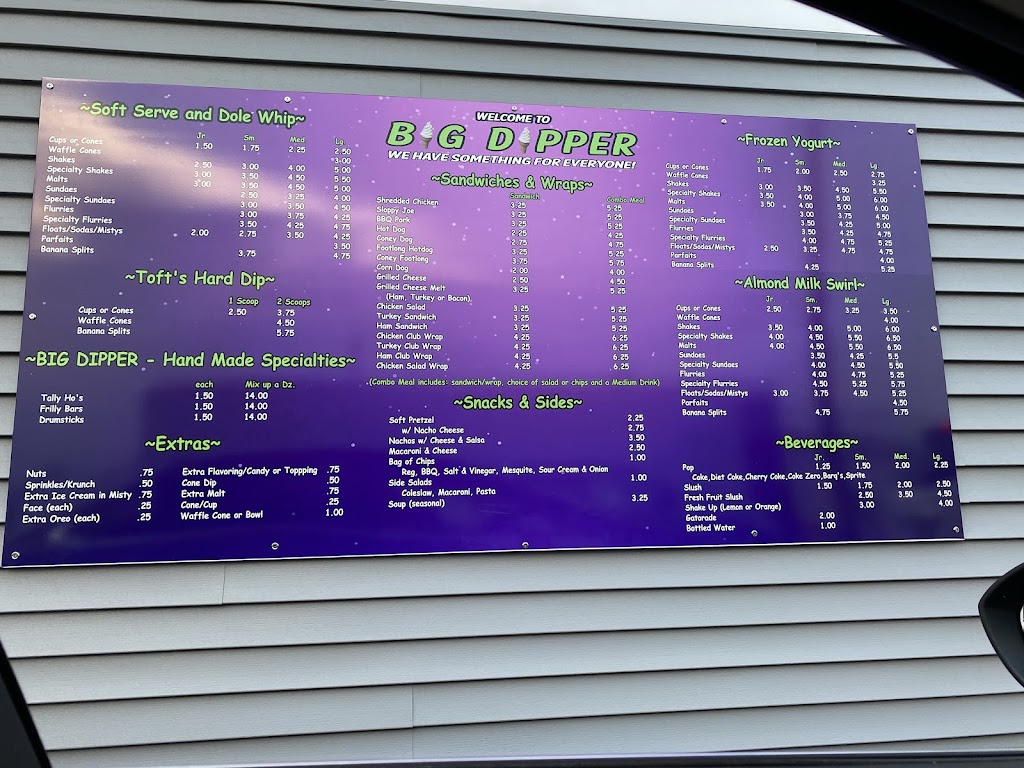 WELCOME TO
BIG DIPPER
WE HAVE SOMETHING FOR EVERYONE!
~Soft Serve and Dole Whip~
Jr Sm Med Lg.
Cups or Cones 1.50 1.75 2.25 2.50
Waffle Cones 3.00
Shakes 2.50 3.00 4.00 5.00
Specialty Shakes 3.00 3.50 4.50 5.50
Malts 3.00 3.50 4.50 5.00
Sundaes 2.50 3.25 4.00
Specialty Sundaes 3.00 3.50 4.50
Flurries 3.00 3.75 4.25
Specialty Flurries 3.50 4.25 4.75
Floats/Sodas/Mistys 2.00 2.75 3.50 4.25
Parfaits 3.50
Banana Splits 3.75 4.75
~Toft's Hard Dip~
1 Scoop 2 Scoops
Cups or Cones 2.50 3.75
Waffle Cones 4.50
Banana Splits 5.75
~BIG DIPPER - Hand Made Specialties~
each Mix up a Dz.
Tally Ho's 1.50 14.00
Frilly Bars 1.50 14.00
Drumsticks 1.50 14.00
~Extras~
Nuts .75
Sprinkles/Krunch .50
Extra Ice Cream in Misty .75
Face (each) .25
Extra Oreo (each) .25
Extra Flavoring/Candy or Toppping .75
Cone Dip .50
Extra Malt .75
Cone/Cup .25
Waffle Cone or Bowl 1.00
~Sandwiches & Wraps~
Sandwich Combo Meal
Shredded Chicken 3.25 5.25
Sloppy Joe 3.25 5.25
BBQ Pork 3.25 5.25
Hot Dog 2.25 4.25
Coney Dog 2.75 4.75
Footlong Hotdog 3.25 5.25
Coney Footlong 3.75 5.75
Corn Dog 2.00 4.00
Grilled Cheese 2.50 4.50
Grilled Cheese Melt 3.25 5.25
(Ham, Turkey or Bacon)
Chicken Salad 3.25 5.25
Turkey Sandwich 3.25 5.25
Ham Sandwich 3.25 5.25
Chicken Club Wrap 4.25 6.25
Turkey Club Wrap 4.25 6.25
Ham Club Wrap 4.25 6.25
Chicken Salad Wrap 4.25 6.25
(Combo Meal includes: sandwich/wrap, choice of salad or chips and a Medium Drink)
~Snacks & Sides~
Soft Pretzel 2.25
w/ Nacho Cheese 2.75
Nachos w/ Cheese & Salsa 3.50
Macaroni & Cheese 2.50
Bag of Chips 1.00
Reg, BBQ, Salt & Vinegar, Mesquite, Sour Cream & Onion
Side Salads 1.00
Coleslaw, Macaroni, Pasta
Soup (seasonal) 3.25
~Frozen Yogurt~
Jr. Sm. Med. Lg.
Cups or Cones 1.75 2.00 2.50 2.75
Waffle Cones 3.25
Shakes 3.00 3.50 4.50 5.50
Specialty Shakes 3.50 4.00 5.00 6.00
Malts 3.50 4.00 5.00 6.00
Sundaes 3.00 3.75 4.50
Specialty Sundaes 3.50 4.00 5.00
Flurries 3.50 4.75
Specialty Flurries 4.00 4.75 5.25
Floats/Sodas/Mistys 2.50 3.25 4.75
Parfaits 4.00
Banana Splits 4.25 5.25
~Almond Milk Swirl~
Jr. Sm. Med. Lg.
Cups or Cones 2.50 2.75 3.25 3.50
Waffle Cones 4.00
Shakes 3.50 4.00 5.00 6.00
Specialty Shakes 4.00 4.50 5.50 6.50
Malts 4.00 4.50 5.50 6.50
Sundaes 3.50 4.25 5.5
Specialty Sundaes 4.00 4.50 5.50
Flurries 4.00 4.75 5.25
Specialty Flurries 4.50 5.25 5.75
Floats/Sodas/Mistys 3.00 3.75 4.50 5.25
Parfaits 4.50
Banana Splits 4.75 5.75
~Beverages~
Jr. Sm. Med. Lg.
Pop 1.25 1.50 2.00 2.25
Coke,Diet Coke,Cherry Coke,Coke Zero,Barq's,Sprite
Slush 1.50 1.75 2.00 2.50
Fresh Fruit Slush 2.50 3.50 4.50
Shake Up (Lemon or Orange) 3.00 4.00
Gatorade 2.00
Bottled Water 1.00